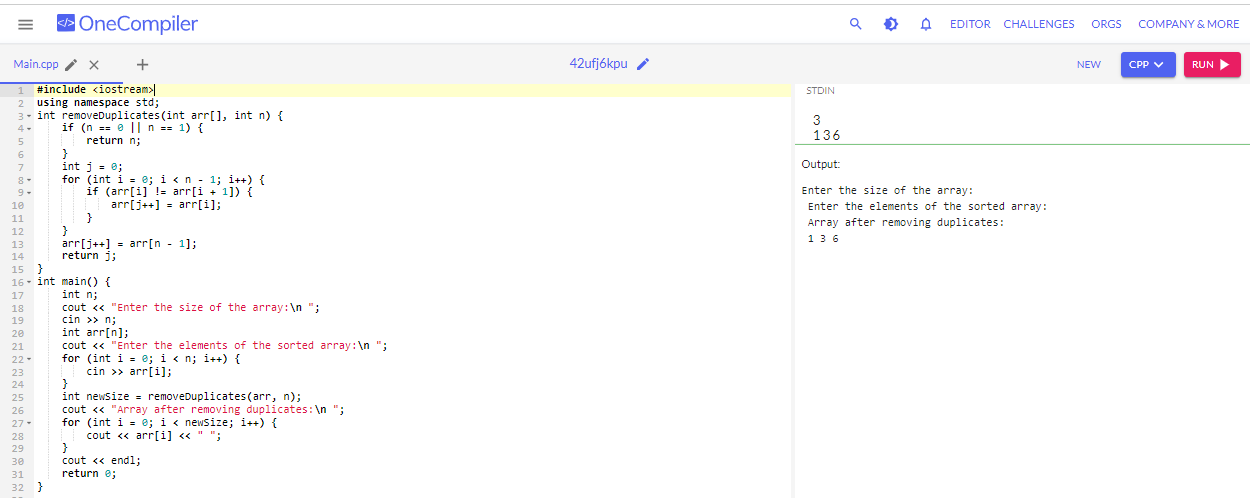 </> OneCompiler EDITOR CHALLENGES ORGS COMPANY & MORE
Main.cpp 42ufj6kpu NEW CPP RUN
1 #include <iostream>
2 using namespace std;
3 int removeDuplicates(int arr[], int n) {
4     if (n == 0 || n == 1) {
5         return n;
6     }
7     int j = 0;
8     for (int i = 0; i < n - 1; i++) {
9         if (arr[i] != arr[i + 1]) {
10             arr[j++] = arr[i];
11         }
12     }
13     arr[j++] = arr[n - 1];
14     return j;
15 }
16 int main() {
17     int n;
18     cout << "Enter the size of the array:\n ";
19     cin >> n;
20     int arr[n];
21     cout << "Enter the elements of the sorted array:\n ";
22     for (int i = 0; i < n; i++) {
23         cin >> arr[i];
24     }
25     int newSize = removeDuplicates(arr, n);
26     cout << "Array after removing duplicates:\n ";
27     for (int i = 0; i < newSize; i++) {
28         cout << arr[i] << " ";
29     }
30     cout << endl;
31     return 0;
32 }
STDIN
3
1 3 6
Output:
Enter the size of the array:
 Enter the elements of the sorted array:
 Array after removing duplicates:
 1 3 6